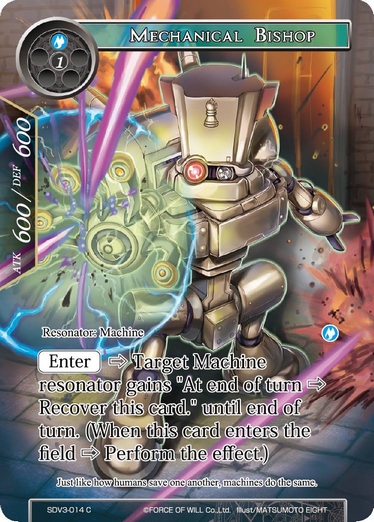 Mechanical Bishop
1
ATK 600 / DEF 600
Resonator: Machine
Enter ⇨ Target Machine
resonator gains "At end of turn ⇨
Recover this card." until end of
turn. (When this card enters the
field ⇨ Perform the effect.)
Just like how humans save one another, machines do the same.
SDV3-014 C ©FORCE OF WILL Co.,Ltd. Illust/MATSUMOTO EIGHT